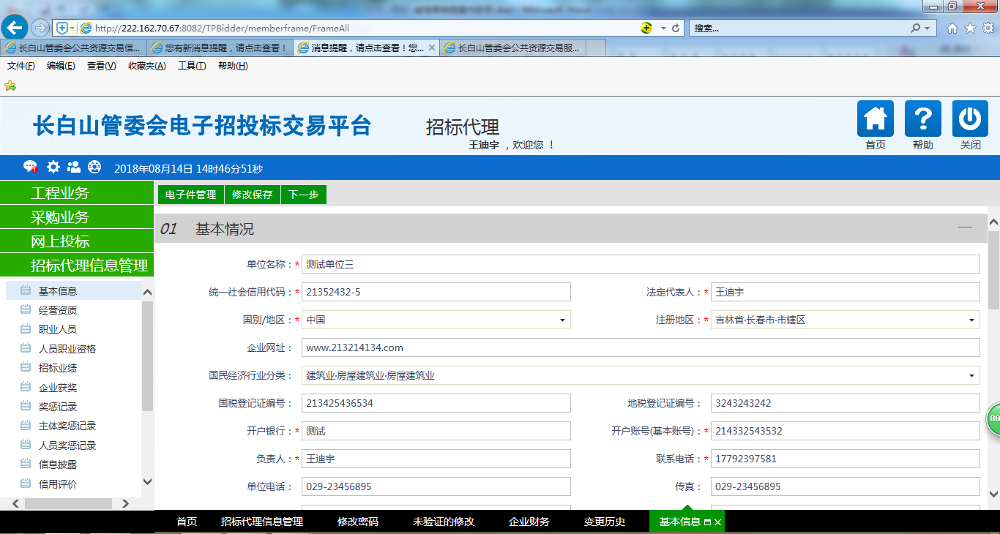 http://222.162.70.67:8082/TPBidder/memberframe/FrameAll
搜索...
长白山管委会公共资源交易信...
您有新消息提醒，请点击查看！
消息提醒，请点击查看！您...
长白山管委会公共资源交易服...
文件(F) 编辑(E) 查看(V) 收藏夹(A) 工具(T) 帮助(H)
长白山管委会电子招投标交易平台
招标代理
王迪宇 ，欢迎您 ！
首页 帮助 关闭
2018年08月14日 14时46分51秒
工程业务
采购业务
网上投标
招标代理信息管理
基本信息
经营资质
职业人员
人员职业资格
招标业绩
企业获奖
奖惩记录
主体奖惩记录
人员奖惩记录
信息披露
信用评价
电子件管理 修改保存 下一步
01 基本情况
单位名称：* 测试单位三
统一社会信用代码：* 21352432-5 法定代表人：* 王迪宇
国别/地区：* 中国 注册地区：* 吉林省·长春市·市辖区
企业网址： www.213214134.com
国民经济行业分类： 建筑业·房屋建筑业·房屋建筑业
国税登记证编号： 213425436534 地税登记证编号： 3243243242
开户银行：* 测试 开户账号(基本账号)：* 214332543532
负责人：* 王迪宇 联系电话：* 17792397581
单位电话： 029-23456895 传真： 029-23456895
80
首页 招标代理信息管理 修改密码 未验证的修改 企业财务 变更历史 基本信息